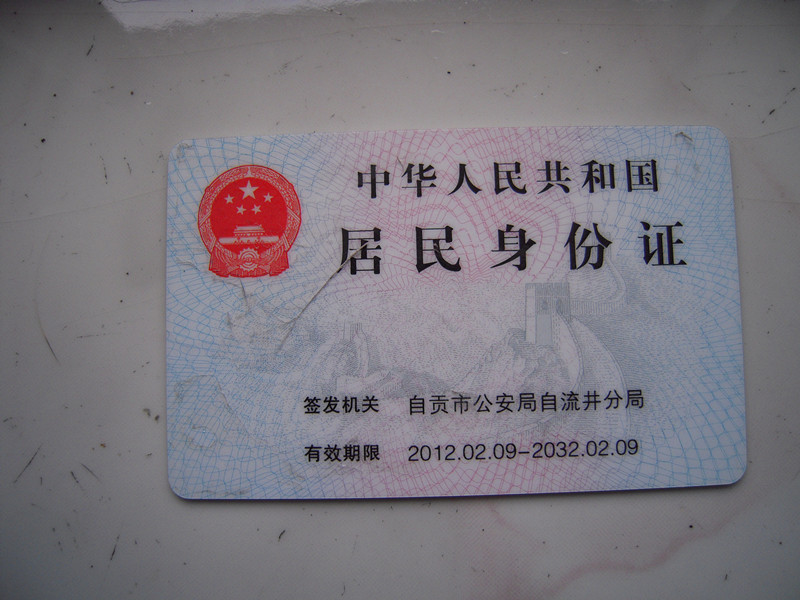 中华人民共和国
居民身份证
签发机关 自贡市公安局自流井分局
有效期限 2012.02.09-2032.02.09